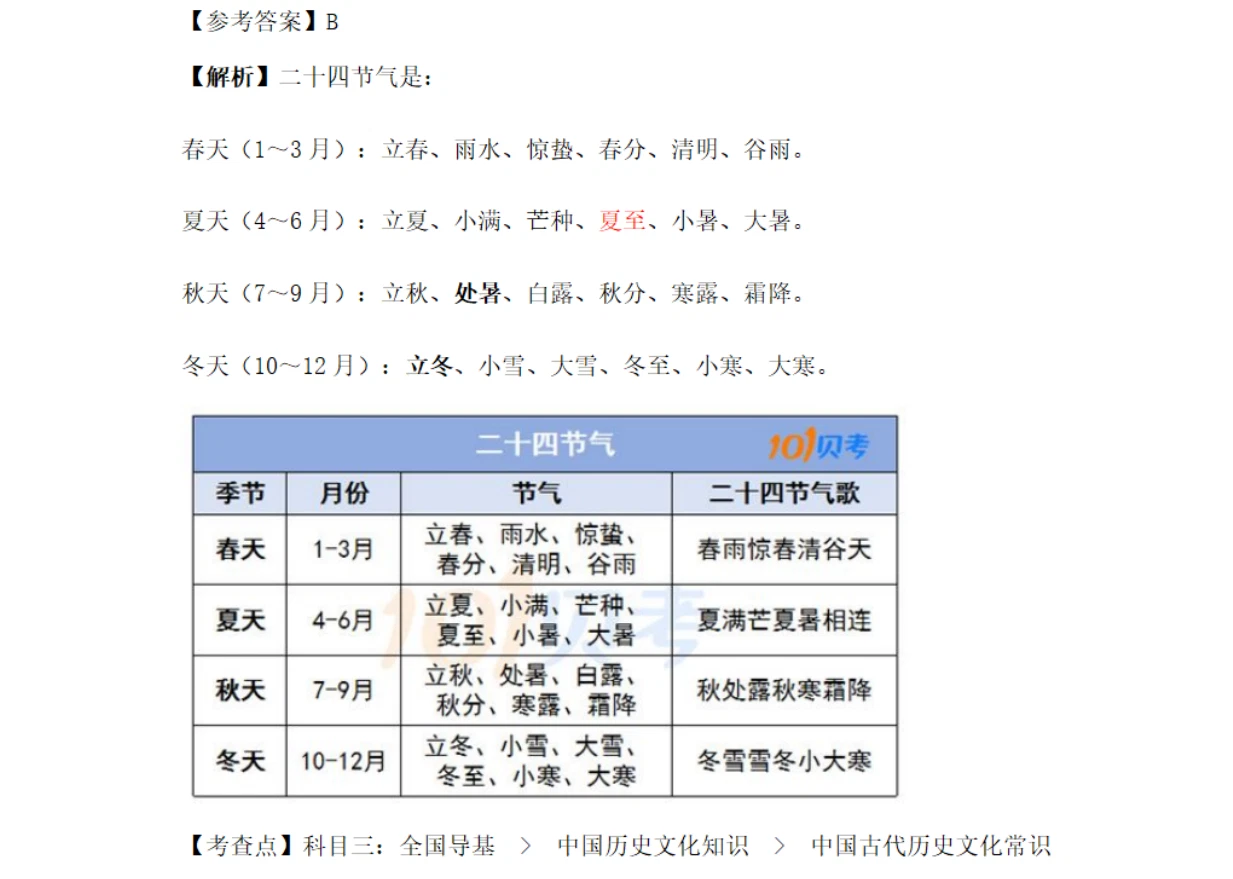 【参考答案】B
【解析】二十四节气是：
春天（1～3月）：立春、雨水、惊蛰、春分、清明、谷雨。
夏天（4～6月）：立夏、小满、芒种、夏至、小暑、大暑。
秋天（7～9月）：立秋、处暑、白露、秋分、寒露、霜降。
冬天（10～12月）：立冬、小雪、大雪、冬至、小寒、大寒。
二十四节气 101贝考
季节 月份 节气 二十四节气歌
春天 1-3月 立春、雨水、惊蛰、
春分、清明、谷雨 春雨惊春清谷天
夏天 4-6月 立夏、小满、芒种、
夏至、小暑、大暑 夏满芒夏暑相连
秋天 7-9月 立秋、处暑、白露、
秋分、寒露、霜降 秋处露秋寒霜降
冬天 10-12月 立冬、小雪、大雪、
冬至、小寒、大寒 冬雪雪冬小大寒
101贝考
【考查点】科目三：全国导基 > 中国历史文化知识 > 中国古代历史文化常识